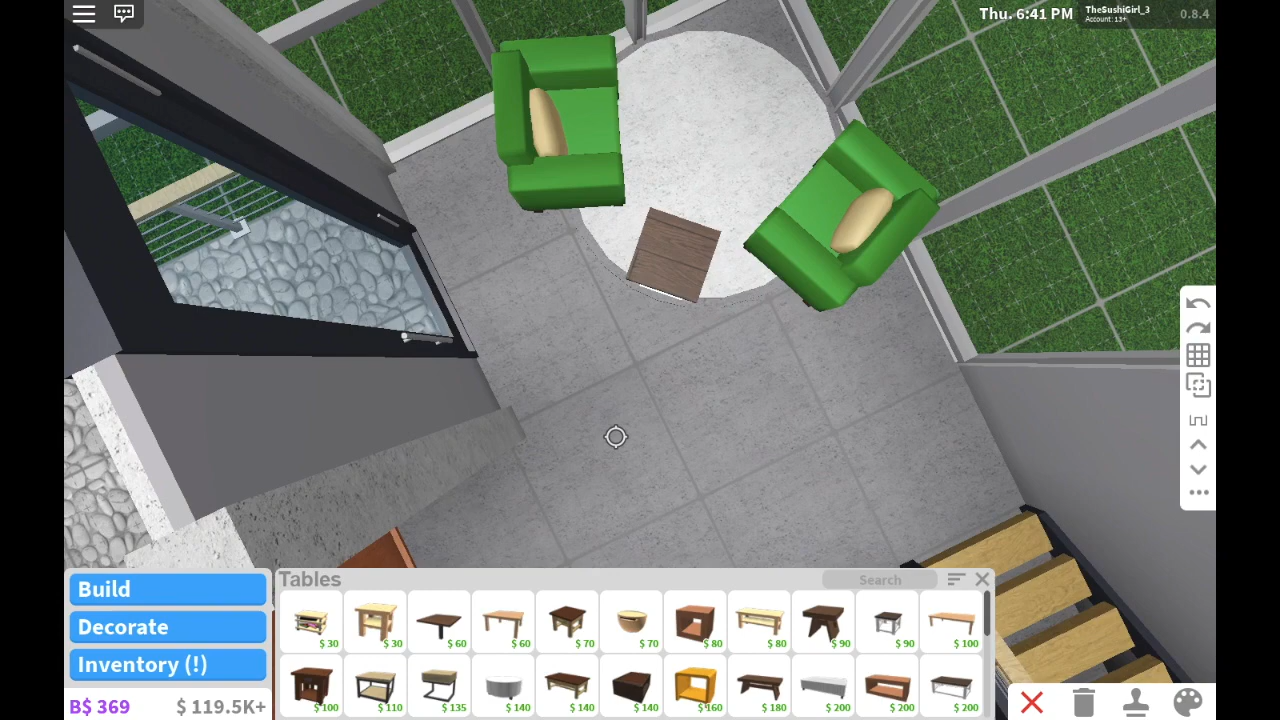 Thu. 6:41 PM
TheSushiGirl_3
Account: 13+
0.8.4
Build
Decorate
Inventory (!)
B$ 369
$ 119.5K+
Tables
Search
$ 30 $ 30 $ 60 $ 60 $ 70 $ 70 $ 80 $ 80 $ 90 $ 90 $ 100
$ 100 $ 110 $ 135 $ 140 $ 140 $ 140 $ 160 $ 180 $ 200 $ 200 $ 200